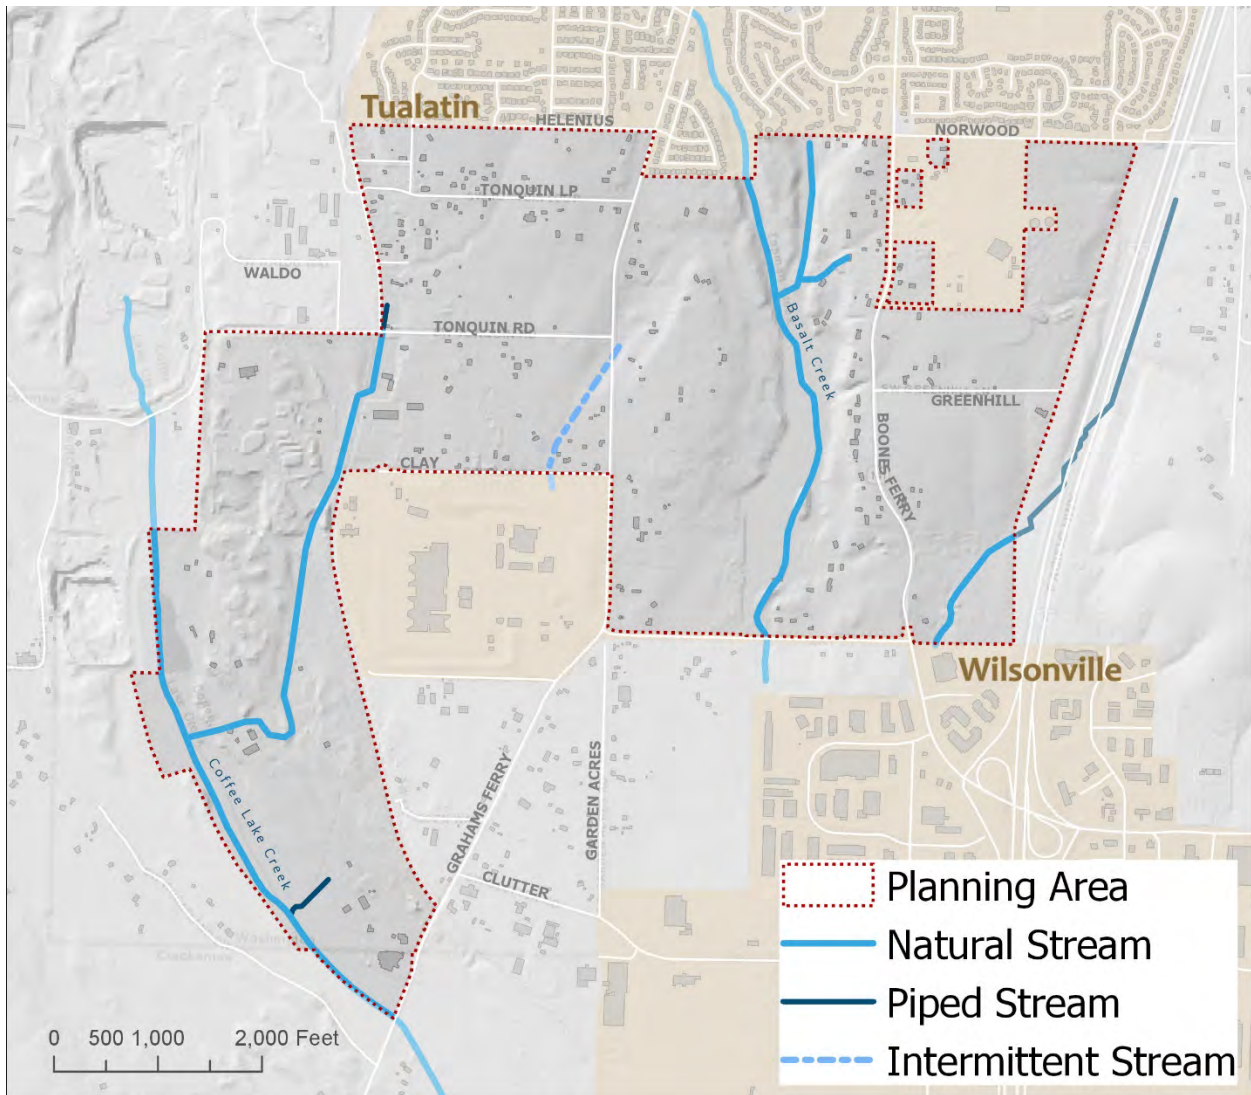 Tualatin
HELENIUS
NORWOOD
TONQUIN LP
WALDO
TONQUIN RD
Basalt Creek
GREENHILL
CLAY
BOONES FERRY
Wilsonville
Coffee Lake Creek
GRAHAMS FERRY
GARDEN ACRES
CLUTTER
Clackamas
Planning Area
Natural Stream
Piped Stream
Intermittent Stream
0 500 1,000 2,000 Feet